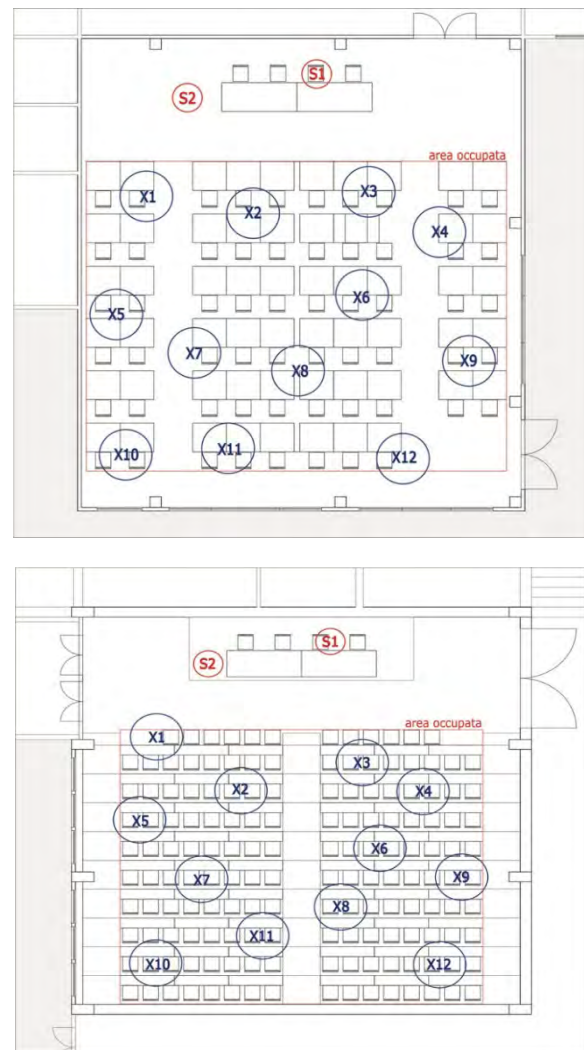 S1
S2
area occupata
X1
X3
X2
X4
X6
X5
X7
X9
X8
X11
X10
X12
S1
S2
area occupata
X1
X3
X2
X4
X5
X6
X7
X9
X8
X11
X10
X12